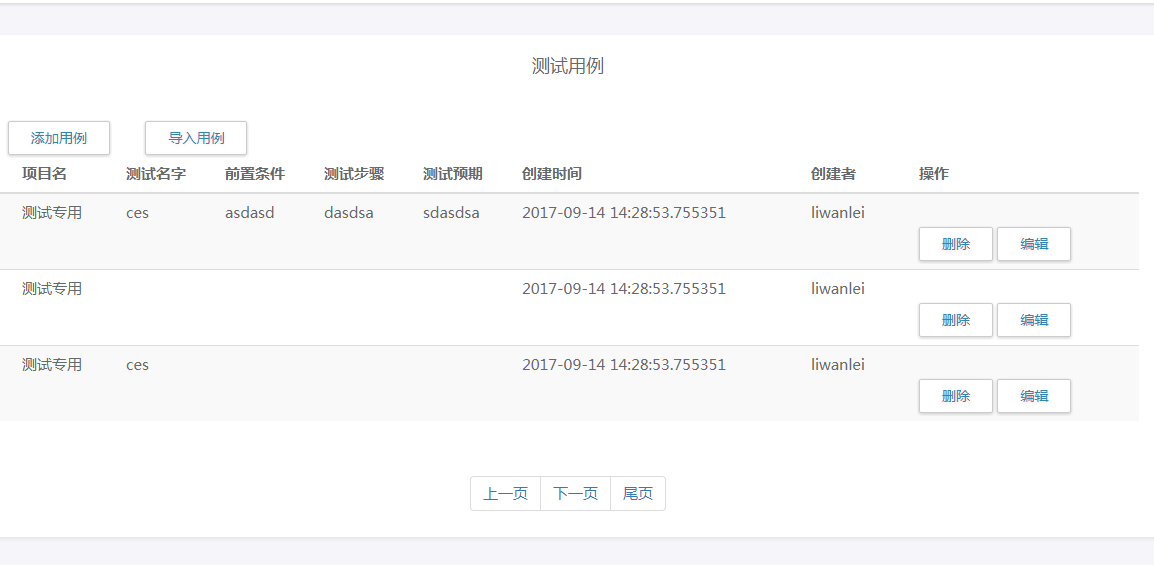 测试用例
添加用例 导入用例
项目名 测试名字 前置条件 测试步骤 测试预期 创建时间 创建者 操作
测试专用 ces asdasd dasdsa sdasdsa 2017-09-14 14:28:53.755351 liwanlei
删除 编辑
测试专用 2017-09-14 14:28:53.755351 liwanlei
删除 编辑
测试专用 ces 2017-09-14 14:28:53.755351 liwanlei
删除 编辑
上一页 下一页 尾页